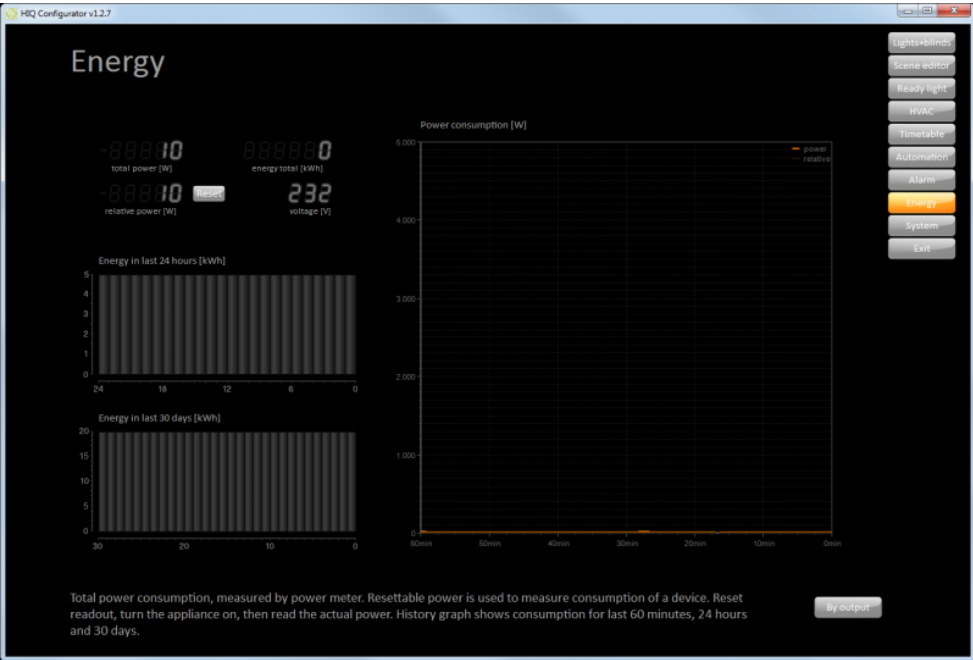 HIQ Configurator v1.2.7
Energy
Lights+blinds
Scene editor
Ready light
HVAC
Timetable
Automation
Alarm
Energy
System
Exit
10
total power [W]
0
energy total [kWh]
10
relative power [W]
Reset
232
voltage [V]
Energy in last 24 hours [kWh]
5
4
3
2
1
0
24 18 12 6 0
Energy in last 30 days [kWh]
20
15
10
5
0
30 20 10 0
Power consumption [W]
power
relative
5.000
4.000
3.000
2.000
1.000
0
60min 50min 40min 30min 20min 10min 0min
Total power consumption, measured by power meter. Resettable power is used to measure consumption of a device. Reset
readout, turn the appliance on, then read the actual power. History graph shows consumption for last 60 minutes, 24 hours
and 30 days.
By output